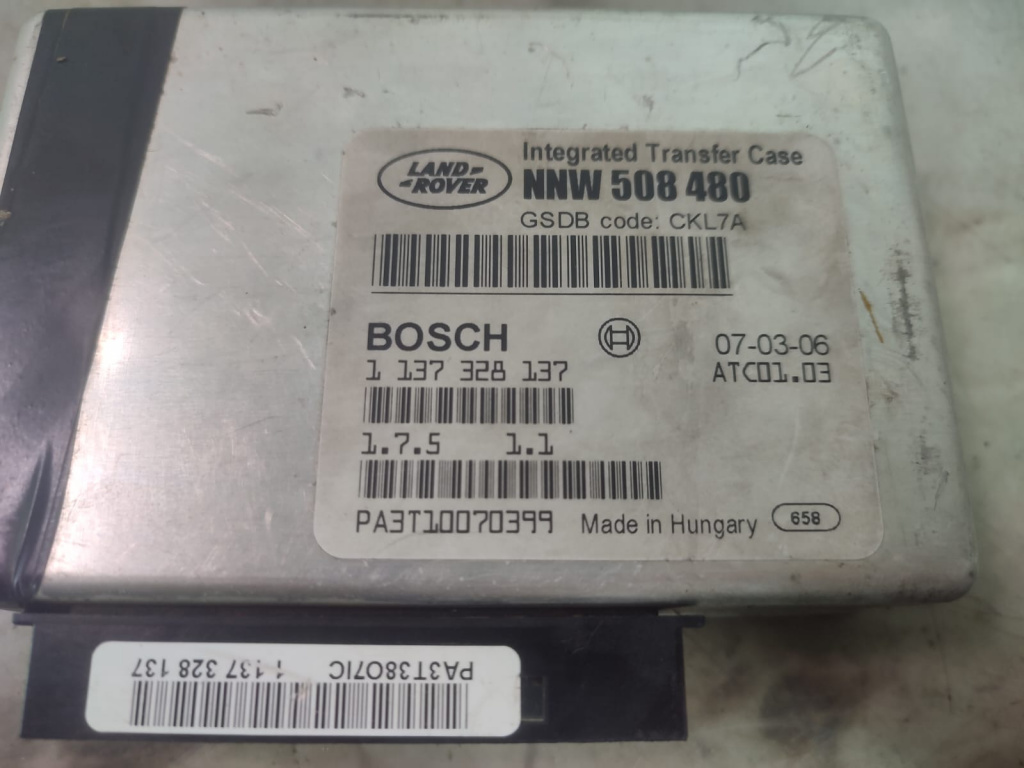 LAND ROVER
Integrated Transfer Case
NNW 508 480
GSDB code: CKL7A
BOSCH
07-03-06
1 137 328 137
ATC01.03
1.7.5 1.1
PA3T10070399
Made in Hungary
658
PA3T3807IC
1 137 328 137